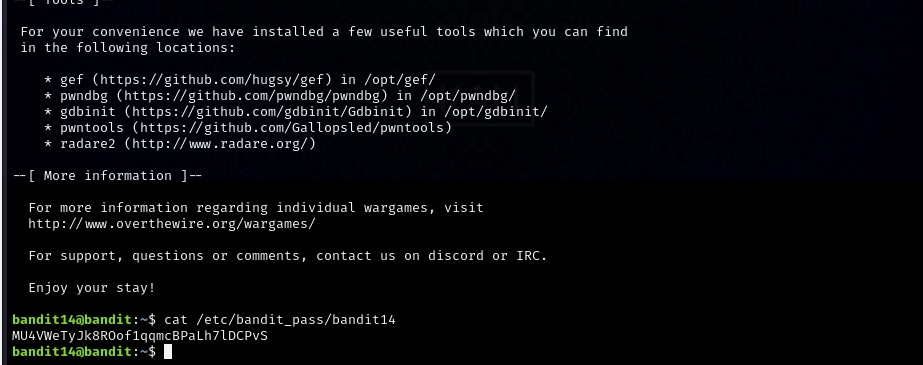 --[ Tools ]--
For your convenience we have installed a few useful tools which you can find
in the following locations:
* gef (https://github.com/hugsy/gef) in /opt/gef/
* pwndbg (https://github.com/pwndbg/pwndbg) in /opt/pwndbg/
* gdbinit (https://github.com/gdbinit/Gdbinit) in /opt/gdbinit/
* pwntools (https://github.com/Gallopsled/pwntools)
* radare2 (http://www.radare.org/)
--[ More information ]--
For more information regarding individual wargames, visit
http://www.overthewire.org/wargames/
For support, questions or comments, contact us on discord or IRC.
Enjoy your stay!
bandit14@bandit:~$ cat /etc/bandit_pass/bandit14
MU4VWeTyJk8ROof1qqmcBPaLh7lDCPvS
bandit14@bandit:~$